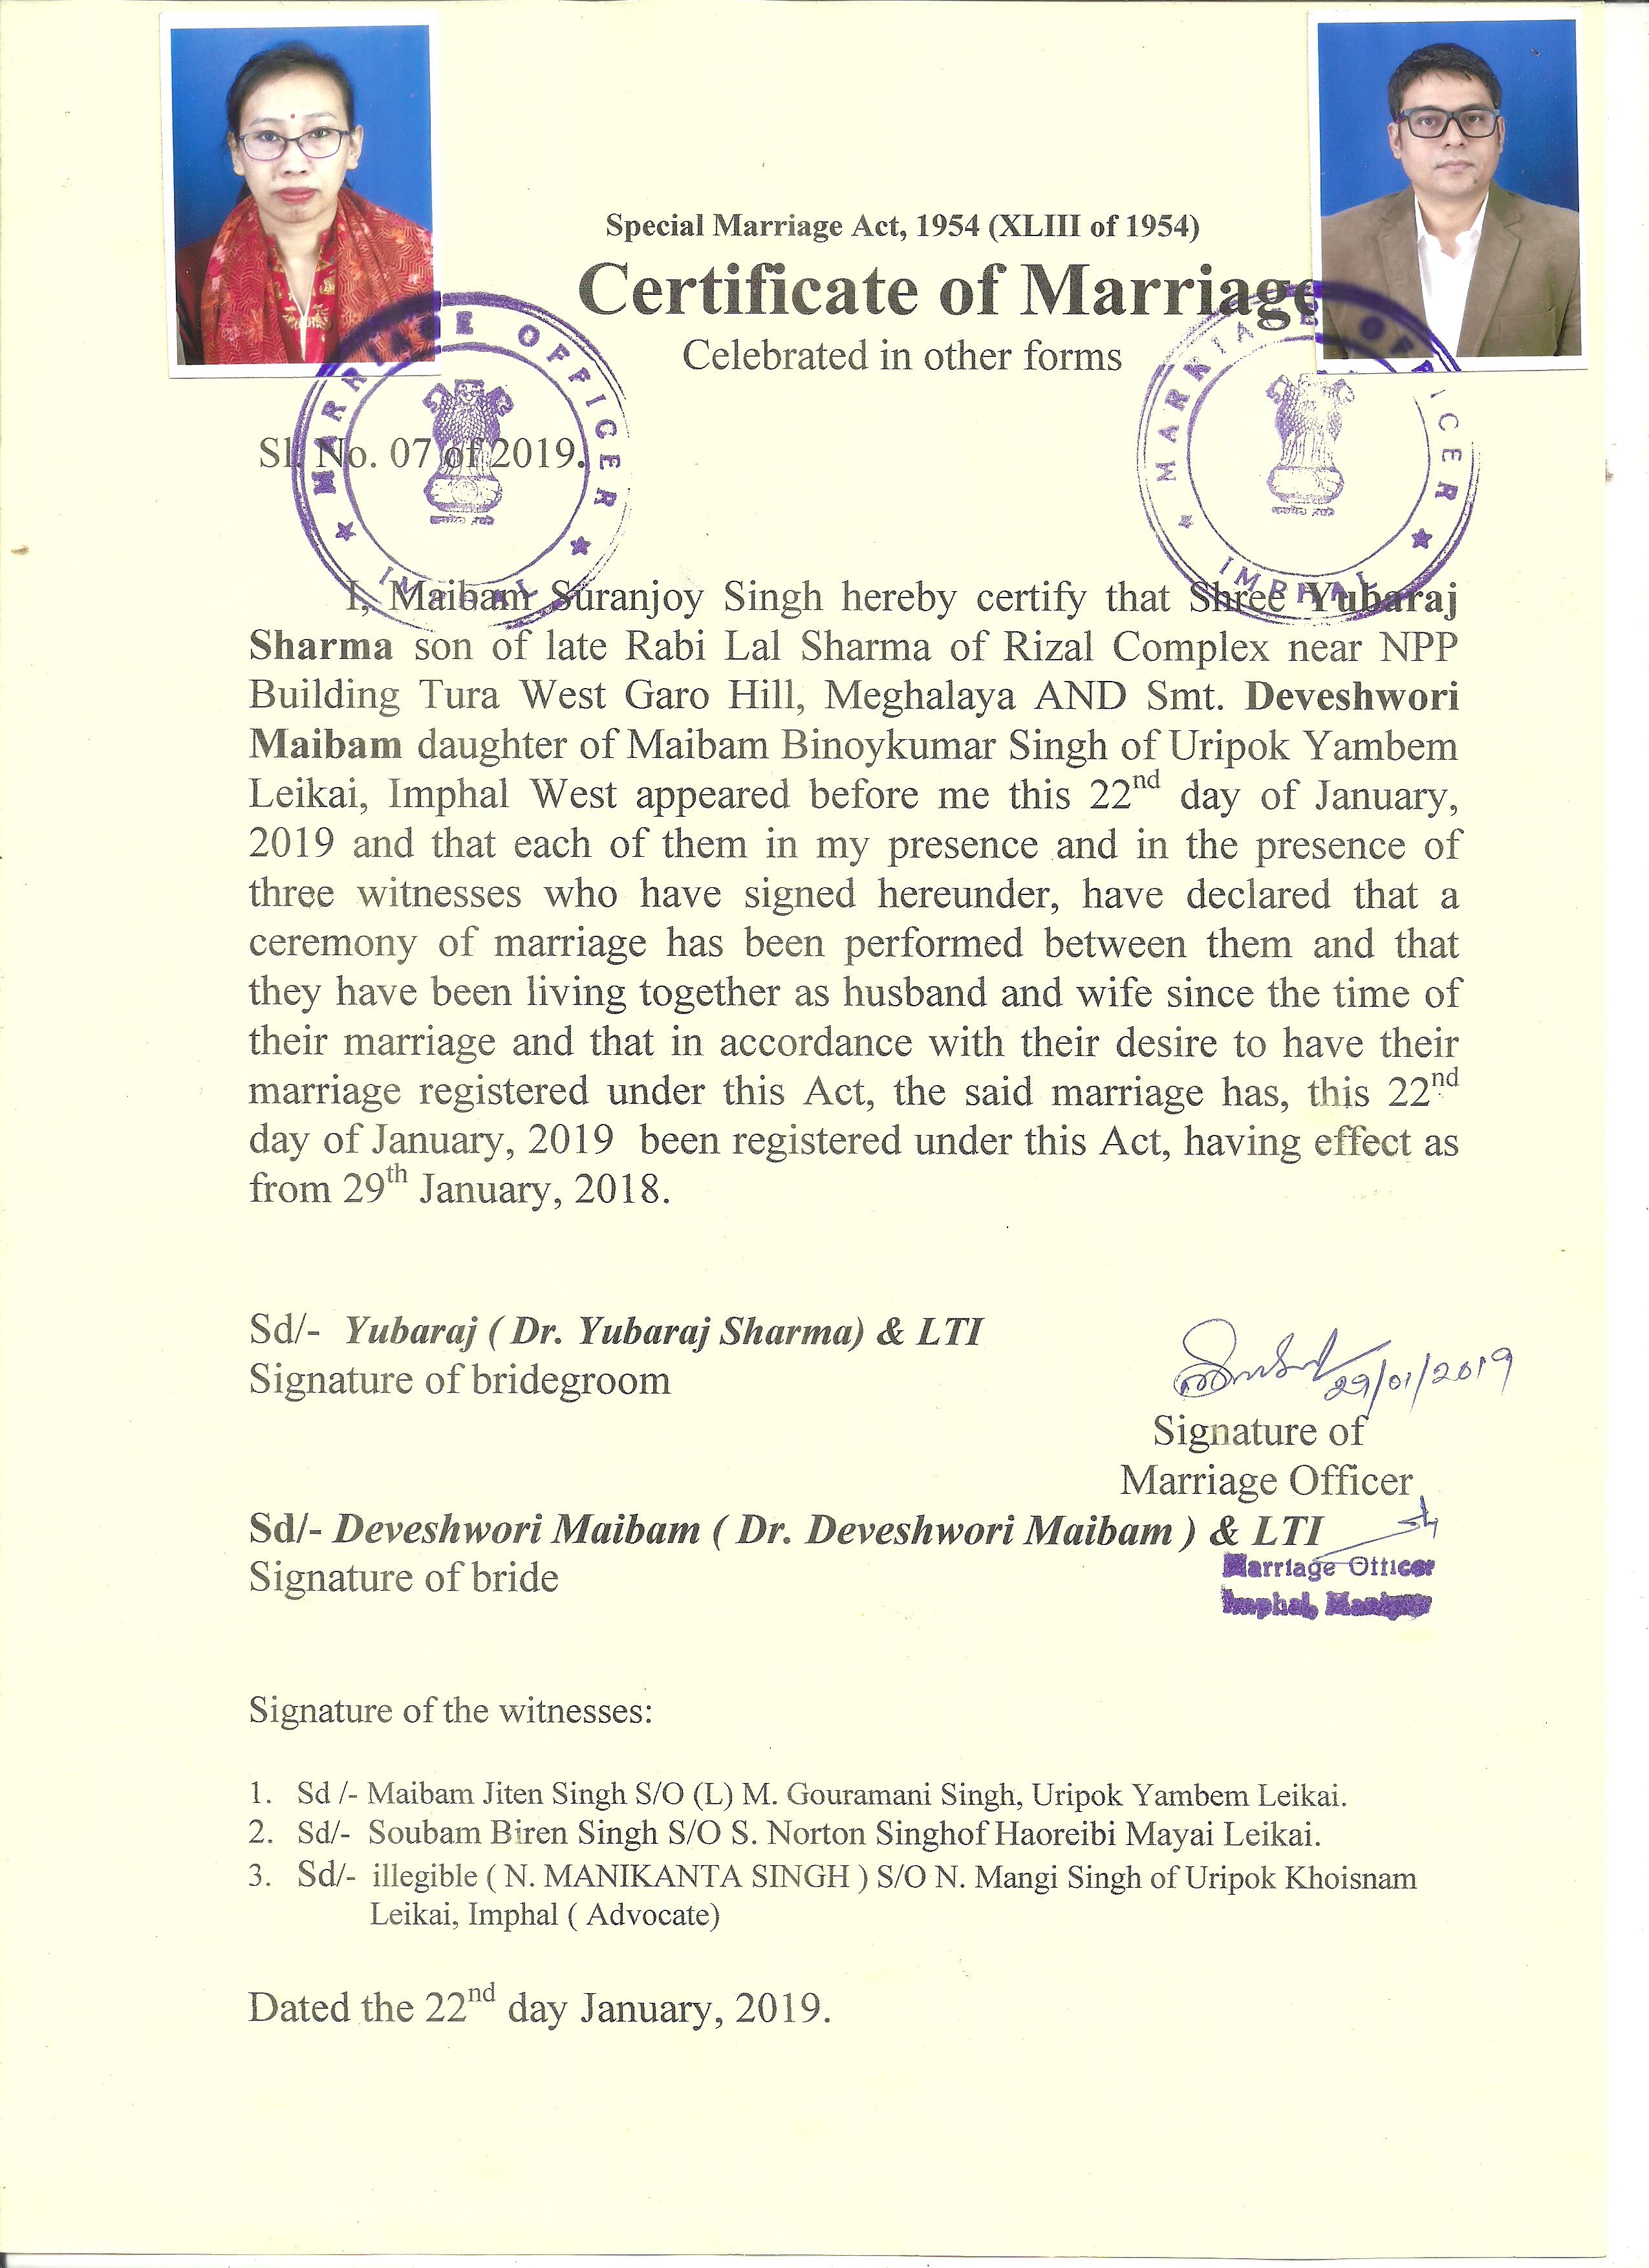 Special Marriage Act, 1954 (XLIII of 1954)
Certificate of Marriage
Celebrated in other forms
MARRIAGE OFFICER
IMPHAL
MARRIAGE OFFICER
IMPHAL
Sl. No. 07 of 2019.
I, Maibam Suranjoy Singh hereby certify that Shree Yubaraj
Sharma son of late Rabi Lal Sharma of Rizal Complex near NPP
Building Tura West Garo Hill, Meghalaya AND Smt. Deveshwori
Maibam daughter of Maibam Binoykumar Singh of Uripok Yambem
Leikai, Imphal West appeared before me this 22nd day of January,
2019 and that each of them in my presence and in the presence of
three witnesses who have signed hereunder, have declared that a
ceremony of marriage has been performed between them and that
they have been living together as husband and wife since the time of
their marriage and that in accordance with their desire to have their
marriage registered under this Act, the said marriage has, this 22nd
day of January, 2019 been registered under this Act, having effect as
from 29th January, 2018.
Sd/- Yubaraj ( Dr. Yubaraj Sharma) & LTI
Signature of bridegroom
29/01/2019
Signature of
Marriage Officer
Sd/- Deveshwori Maibam ( Dr. Deveshwori Maibam ) & LTI
Signature of bride
Marriage Officer
Imphal, Manipur
Signature of the witnesses:
1. Sd /- Maibam Jiten Singh S/O (L) M. Gouramani Singh, Uripok Yambem Leikai.
2. Sd/- Soubam Biren Singh S/O S. Norton Singhof Haoreibi Mayai Leikai.
3. Sd/- illegible ( N. MANIKANTA SINGH ) S/O N. Mangi Singh of Uripok Khoisnam
Leikai, Imphal ( Advocate)
Dated the 22nd day January, 2019.